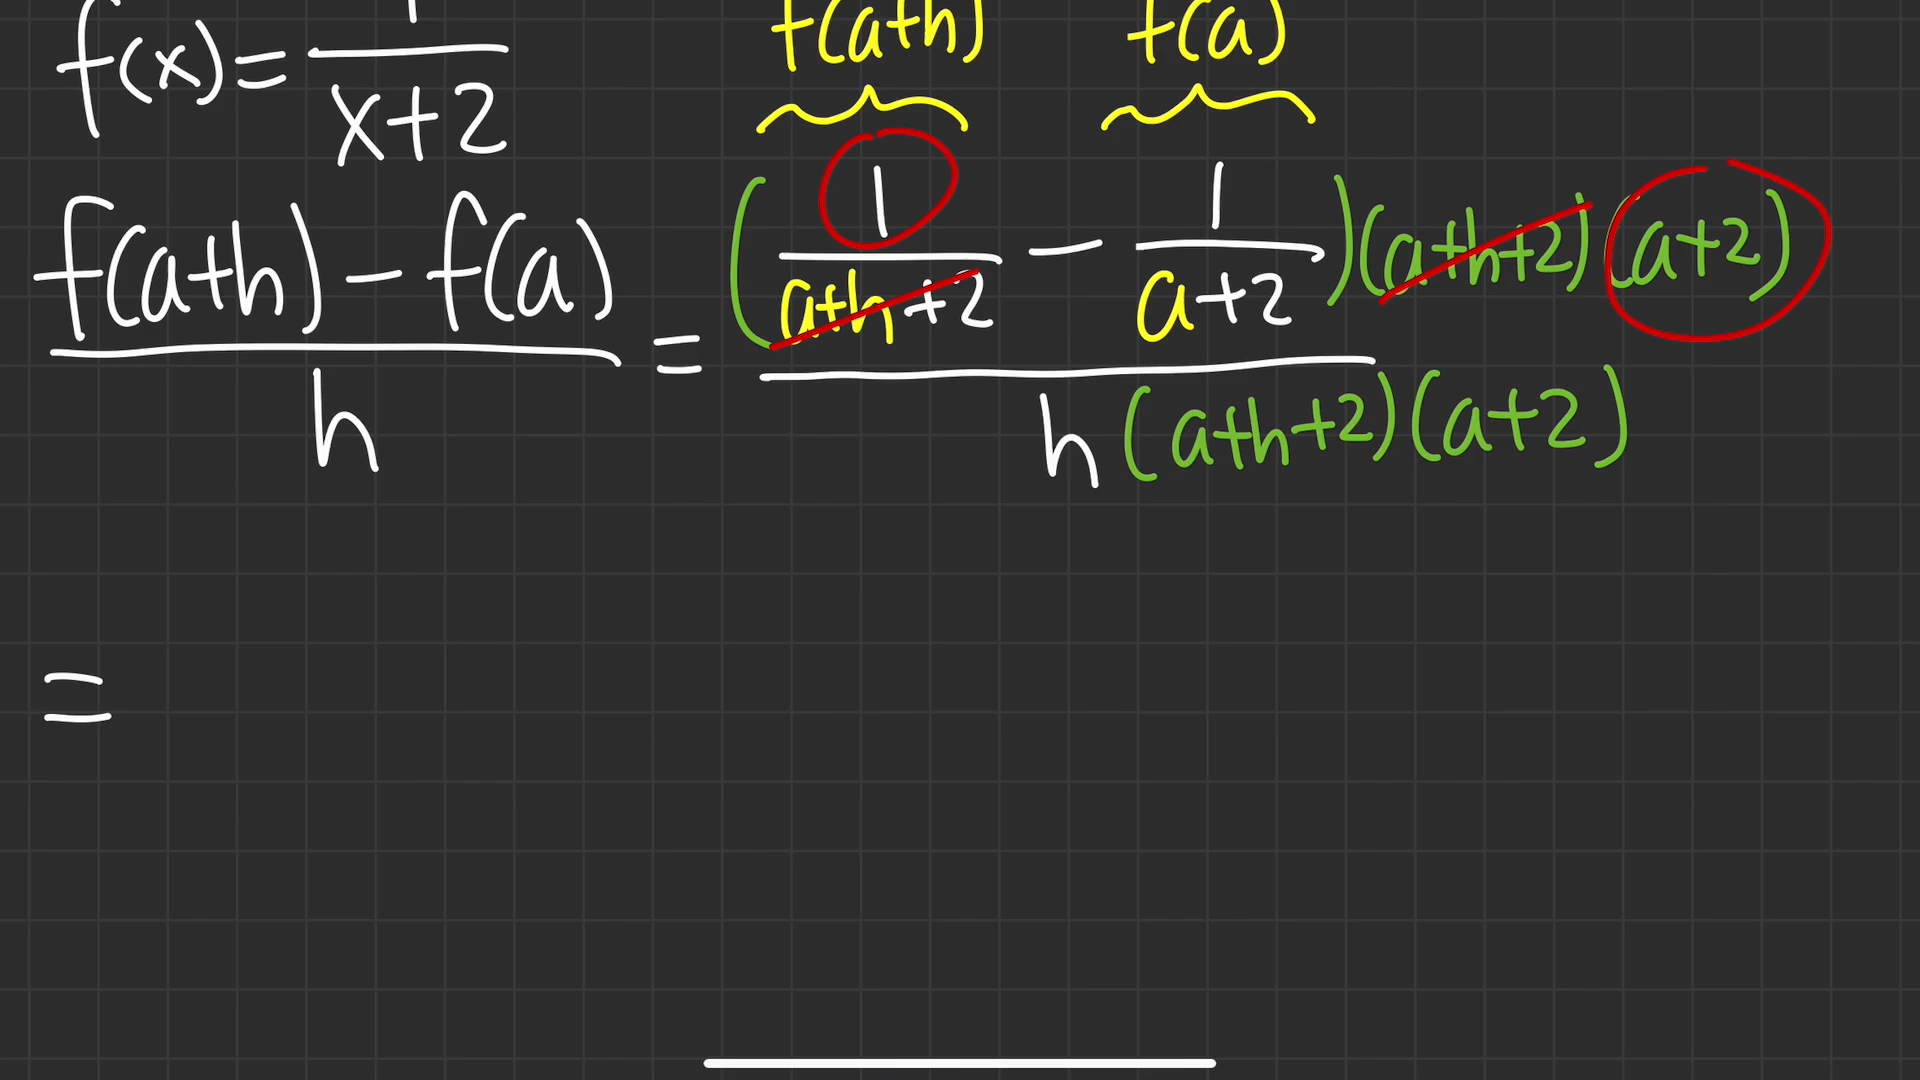 f(x) = 1/(x+2)
f(a+h) f(a)
(f(a+h) - f(a))/h = (1/(a+h+2) - 1/(a+2))(a+h+2)(a+2) / h(a+h+2)(a+2)
=